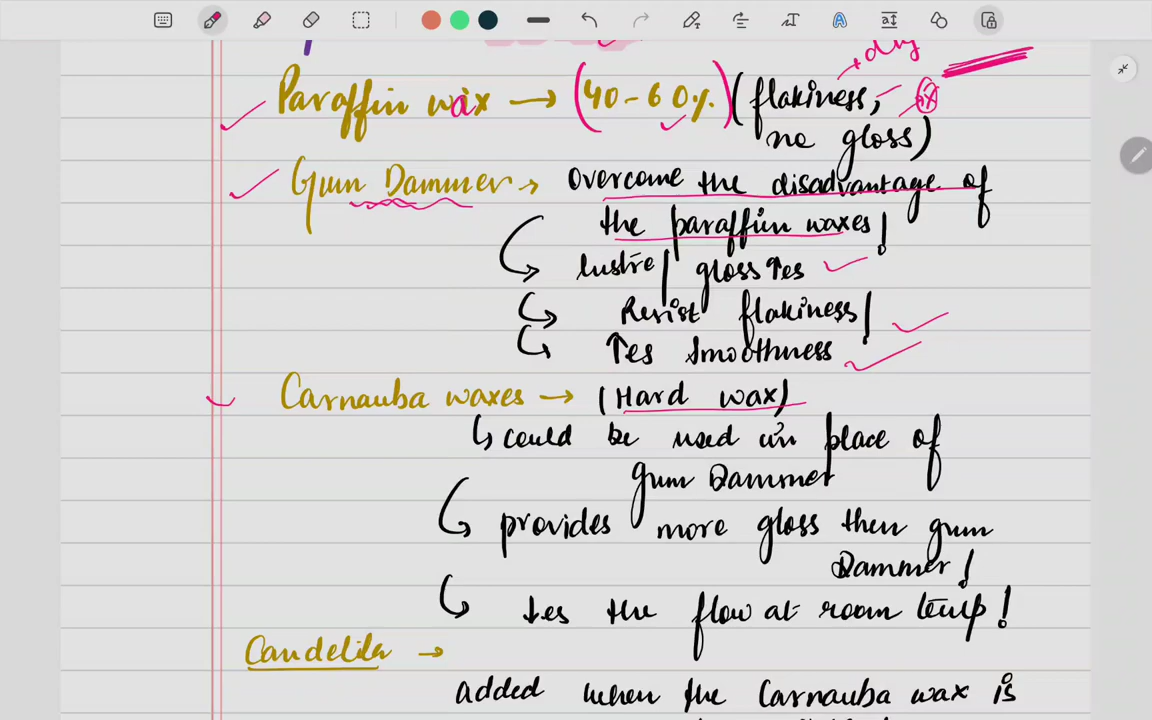 dry
Paraffin wax → (40-60%) (flakiness,
no gloss)
Gum Dammer → overcome the disadvantage of
the paraffin waxes!
lustre/ gloss ↑es
Resist flakiness!
↑es smoothness
Carnauba waxes → (Hard wax)
↳ could be used in place of
gum Dammer
provides more gloss then gum
Dammer!
↓es the flow at room temp!
Candelila →
added when the Carnauba wax is